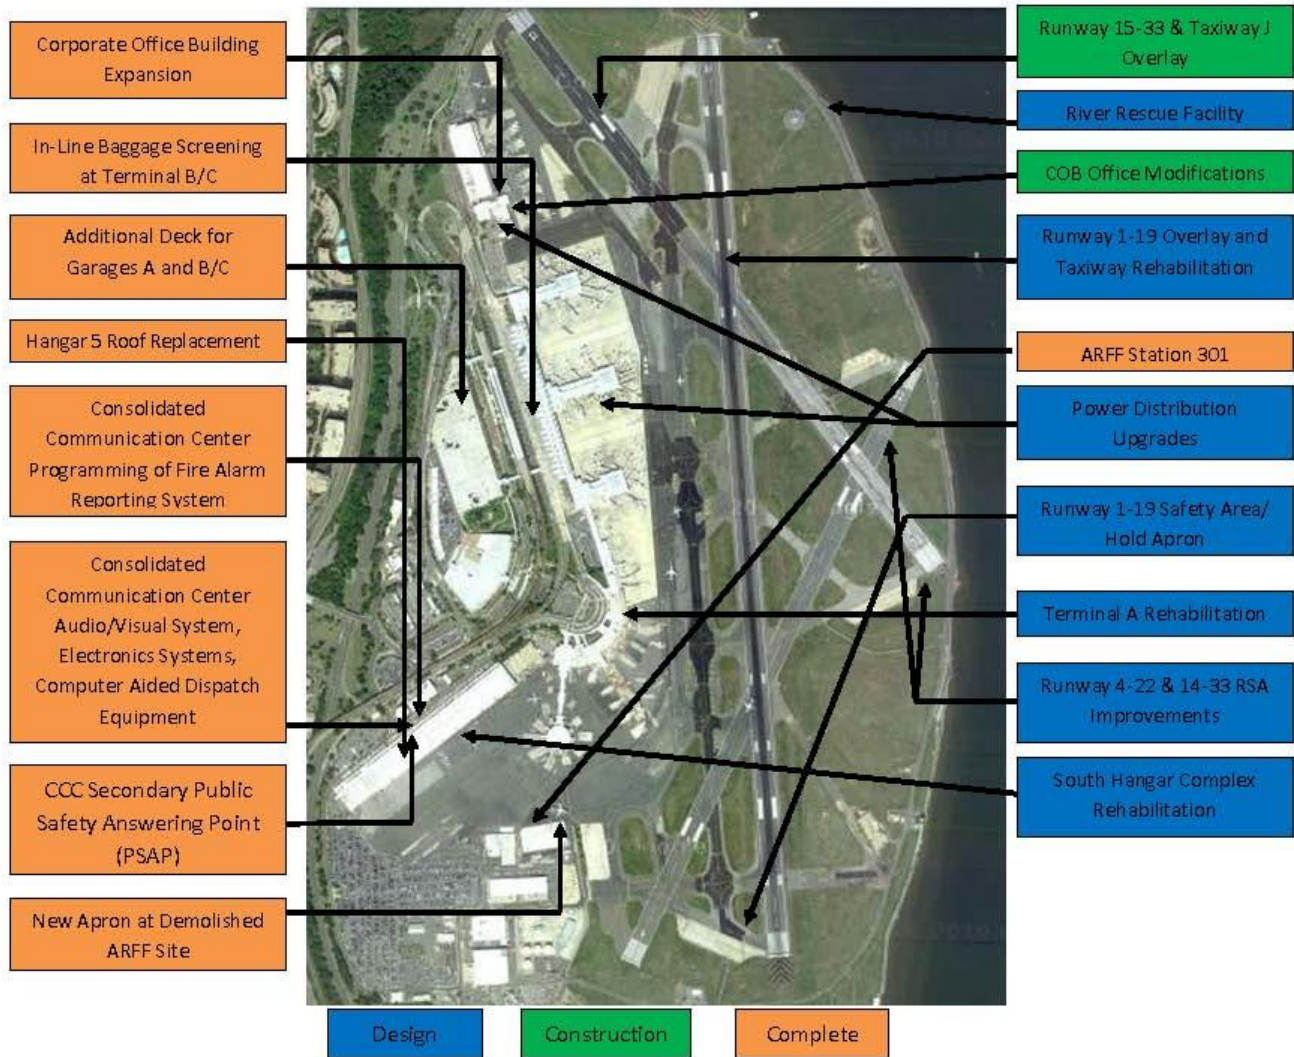 Corporate Office Building
Expansion
In-Line Baggage Screening
at Terminal B/C
Additional Deck for
Garages A and B/C
Hangar 5 Roof Replacement
Consolidated
Communication Center
Programming of Fire Alarm
Reporting System
Consolidated
Communication Center
Audio/Visual System,
Electronics Systems,
Computer Aided Dispatch
Equipment
CCC Secondary Public
Safety Answering Point
(PSAP)
New Apron at Demolished
ARFF Site
Runway 15-33 & Taxiway J
Overlay
River Rescue Facility
COB Office Modifications
Runway 1-19 Overlay and
Taxiway Rehabilitation
ARFF Station 301
Power Distribution
Upgrades
Runway 1-19 Safety Area/
Hold Apron
Terminal A Rehabilitation
Runway 4-22 & 14-33 RSA
Improvements
South Hangar Complex
Rehabilitation
Design
Construction
Complete